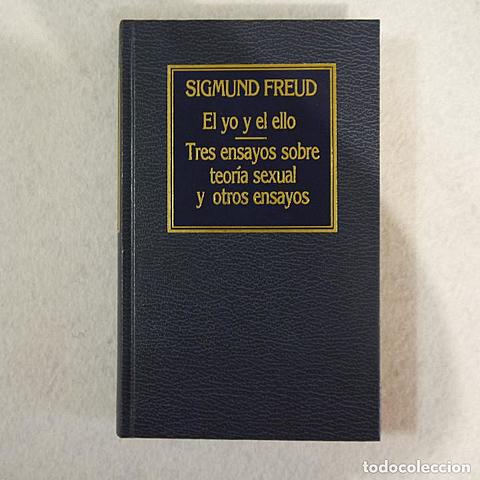 SIGMUND FREUD
El yo y el ello
Tres ensayos sobre
teoría sexual
y otros ensayos
todocoleccion